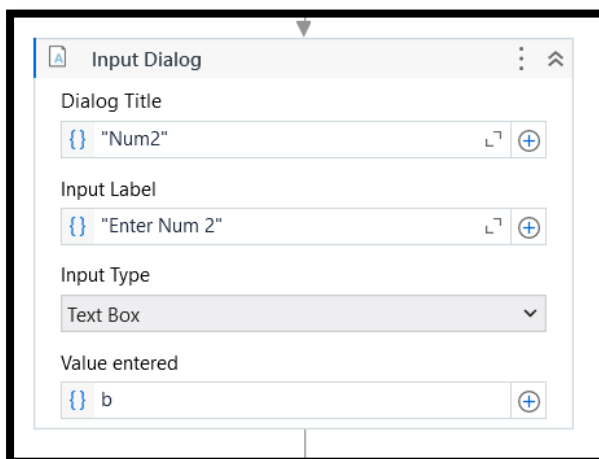 Input Dialog
Dialog Title
{} "Num2"
Input Label
{} "Enter Num 2"
Input Type
Text Box
Value entered
{} b